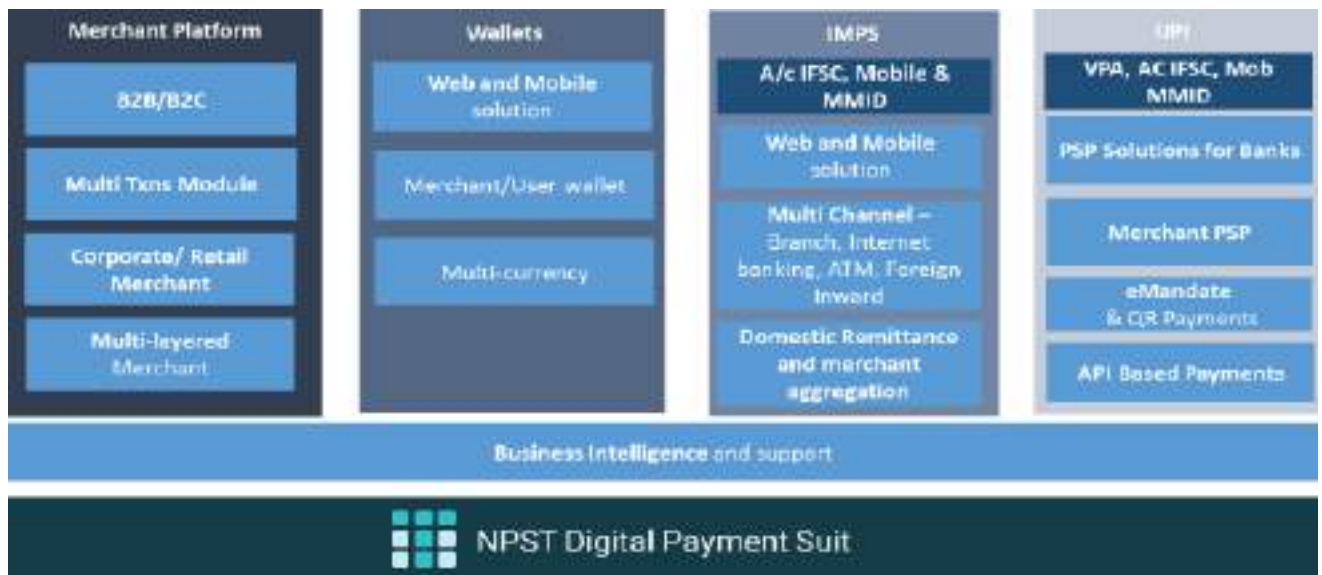 Merchant Platform
B2B/B2C
Multi Txns Module
Corporate/ Retail
Merchant
Multi-layered
Merchant
Wallets
Web and Mobile
solution
Merchant/User wallet
Multi-currency
IMPS
A/c IFSC, Mobile &
MMID
Web and Mobile
solution
Multi Channel –
Branch, Internet
banking, ATM, Foreign
Inward
Domestic Remittance
and merchant
aggregation
UPI
VPA, AC IFSC, Mob
MMID
PSP Solutions for Banks
Merchant PSP
eMandate
& QR Payments
API Based Payments
Business Intelligence and support
NPST Digital Payment Suit